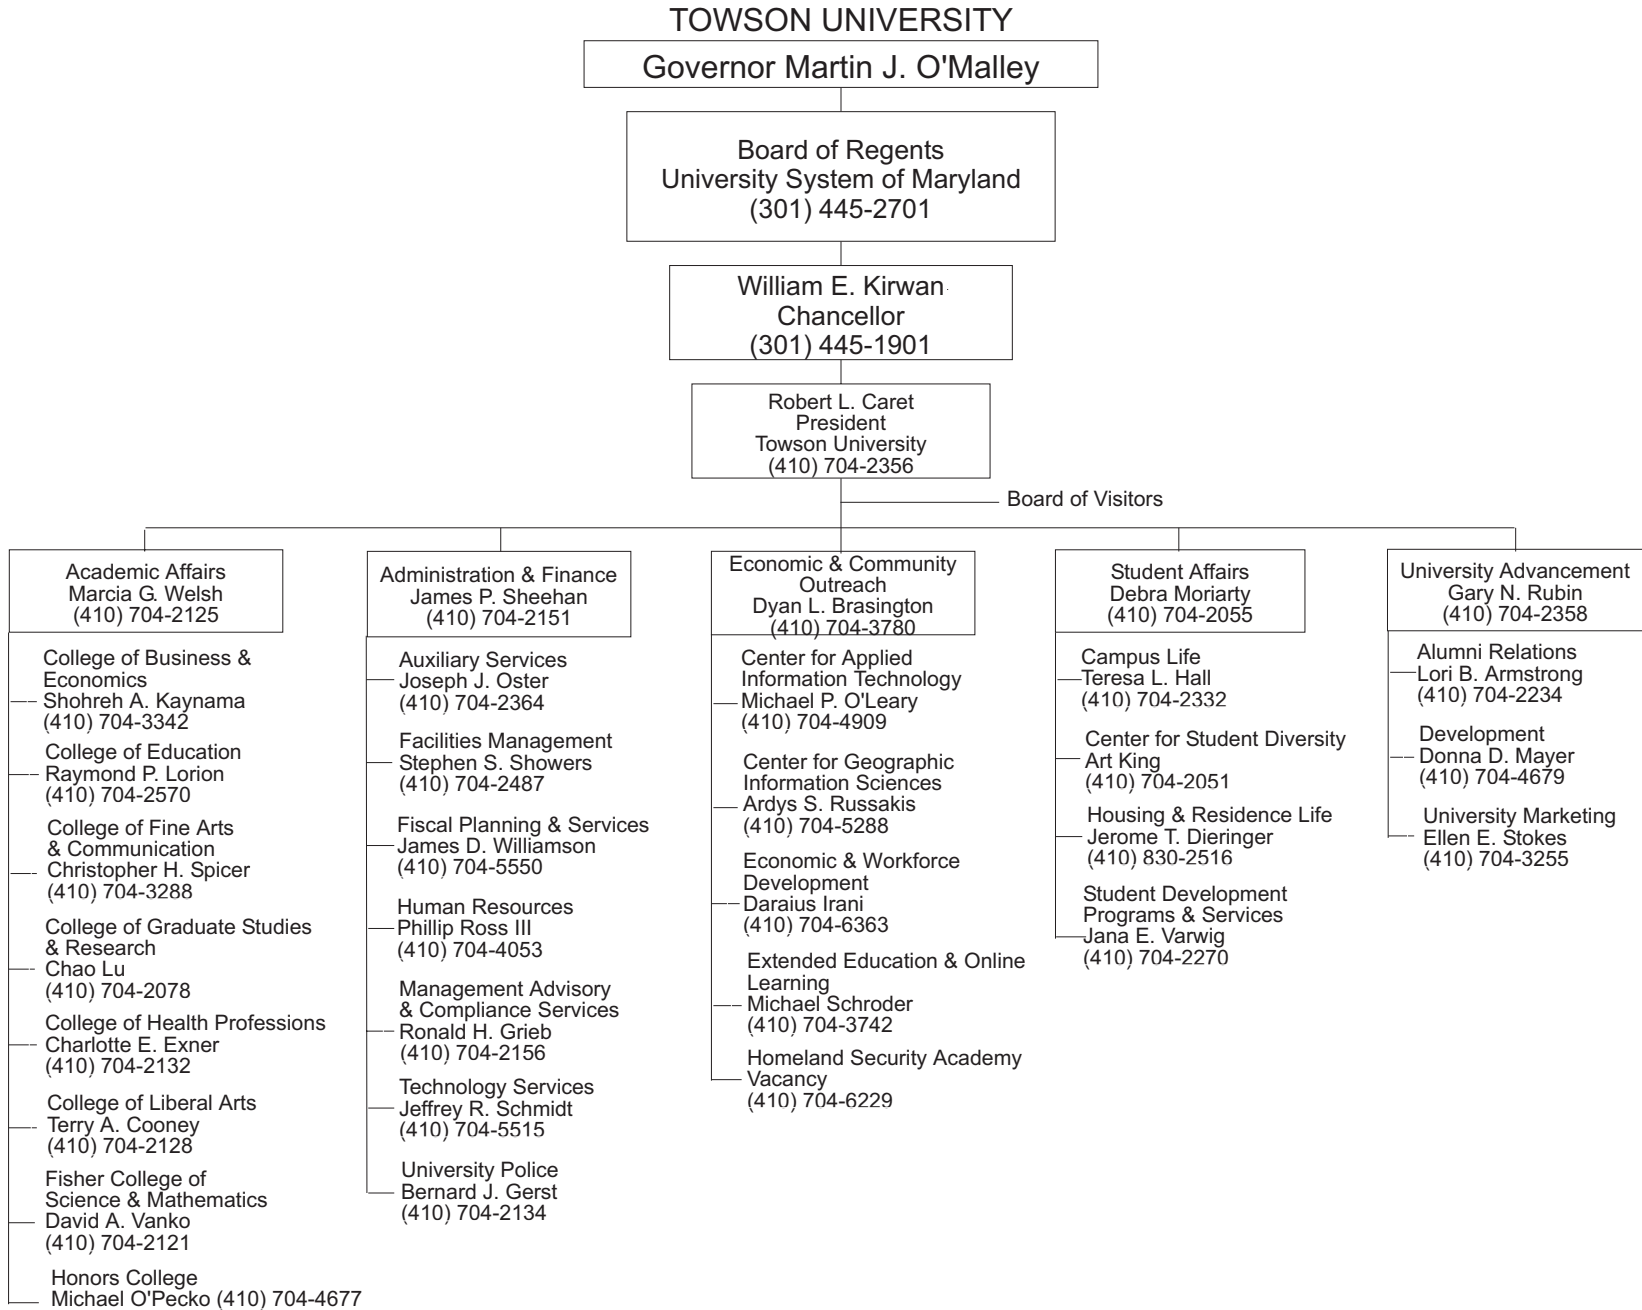 TOWSON UNIVERSITY
Governor Martin J. O'Malley
Board of Regents
University System of Maryland
(301) 445-2701
William E. Kirwan
Chancellor
(301) 445-1901
Robert L. Caret
President
Towson University
(410) 704-2356
Board of Visitors
Academic Affairs
Marcia G. Welsh
(410) 704-2125
College of Business &
Economics
Shohreh A. Kaynama
(410) 704-3342
College of Education
Raymond P. Lorion
(410) 704-2570
College of Fine Arts
& Communication
Christopher H. Spicer
(410) 704-3288
College of Graduate Studies
& Research
Chao Lu
(410) 704-2078
College of Health Professions
Charlotte E. Exner
(410) 704-2132
College of Liberal Arts
Terry A. Cooney
(410) 704-2128
Fisher College of
Science & Mathematics
David A. Vanko
(410) 704-2121
Honors College
Michael O'Pecko (410) 704-4677
Administration & Finance
James P. Sheehan
(410) 704-2151
Auxiliary Services
Joseph J. Oster
(410) 704-2364
Facilities Management
Stephen S. Showers
(410) 704-2487
Fiscal Planning & Services
James D. Williamson
(410) 704-5550
Human Resources
Phillip Ross III
(410) 704-4053
Management Advisory
& Compliance Services
Ronald H. Grieb
(410) 704-2156
Technology Services
Jeffrey R. Schmidt
(410) 704-5515
University Police
Bernard J. Gerst
(410) 704-2134
Economic & Community
Outreach
Dyan L. Brasington
(410) 704-3780
Center for Applied
Information Technology
Michael P. O'Leary
(410) 704-4909
Center for Geographic
Information Sciences
Ardys S. Russakis
(410) 704-5288
Economic & Workforce
Development
Daraius Irani
(410) 704-6363
Extended Education & Online
Learning
Michael Schroder
(410) 704-3742
Homeland Security Academy
Vacancy
(410) 704-6229
Student Affairs
Debra Moriarty
(410) 704-2055
Campus Life
Teresa L. Hall
(410) 704-2332
Center for Student Diversity
Art King
(410) 704-2051
Housing & Residence Life
Jerome T. Dieringer
(410) 830-2516
Student Development
Programs & Services
Jana E. Varwig
(410) 704-2270
University Advancement
Gary N. Rubin
(410) 704-2358
Alumni Relations
Lori B. Armstrong
(410) 704-2234
Development
Donna D. Mayer
(410) 704-4679
University Marketing
Ellen E. Stokes
(410) 704-3255